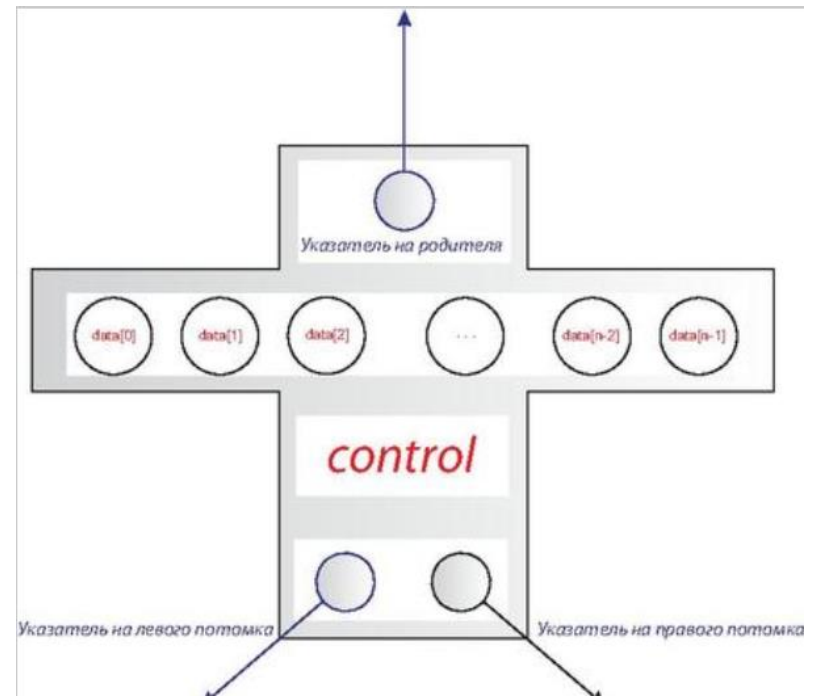 Указатель на родителя
data[0] data[1] data[2] ... data[n-2] data[n-1]
control
Указатель на левого потомка
Указатель на правого потомка